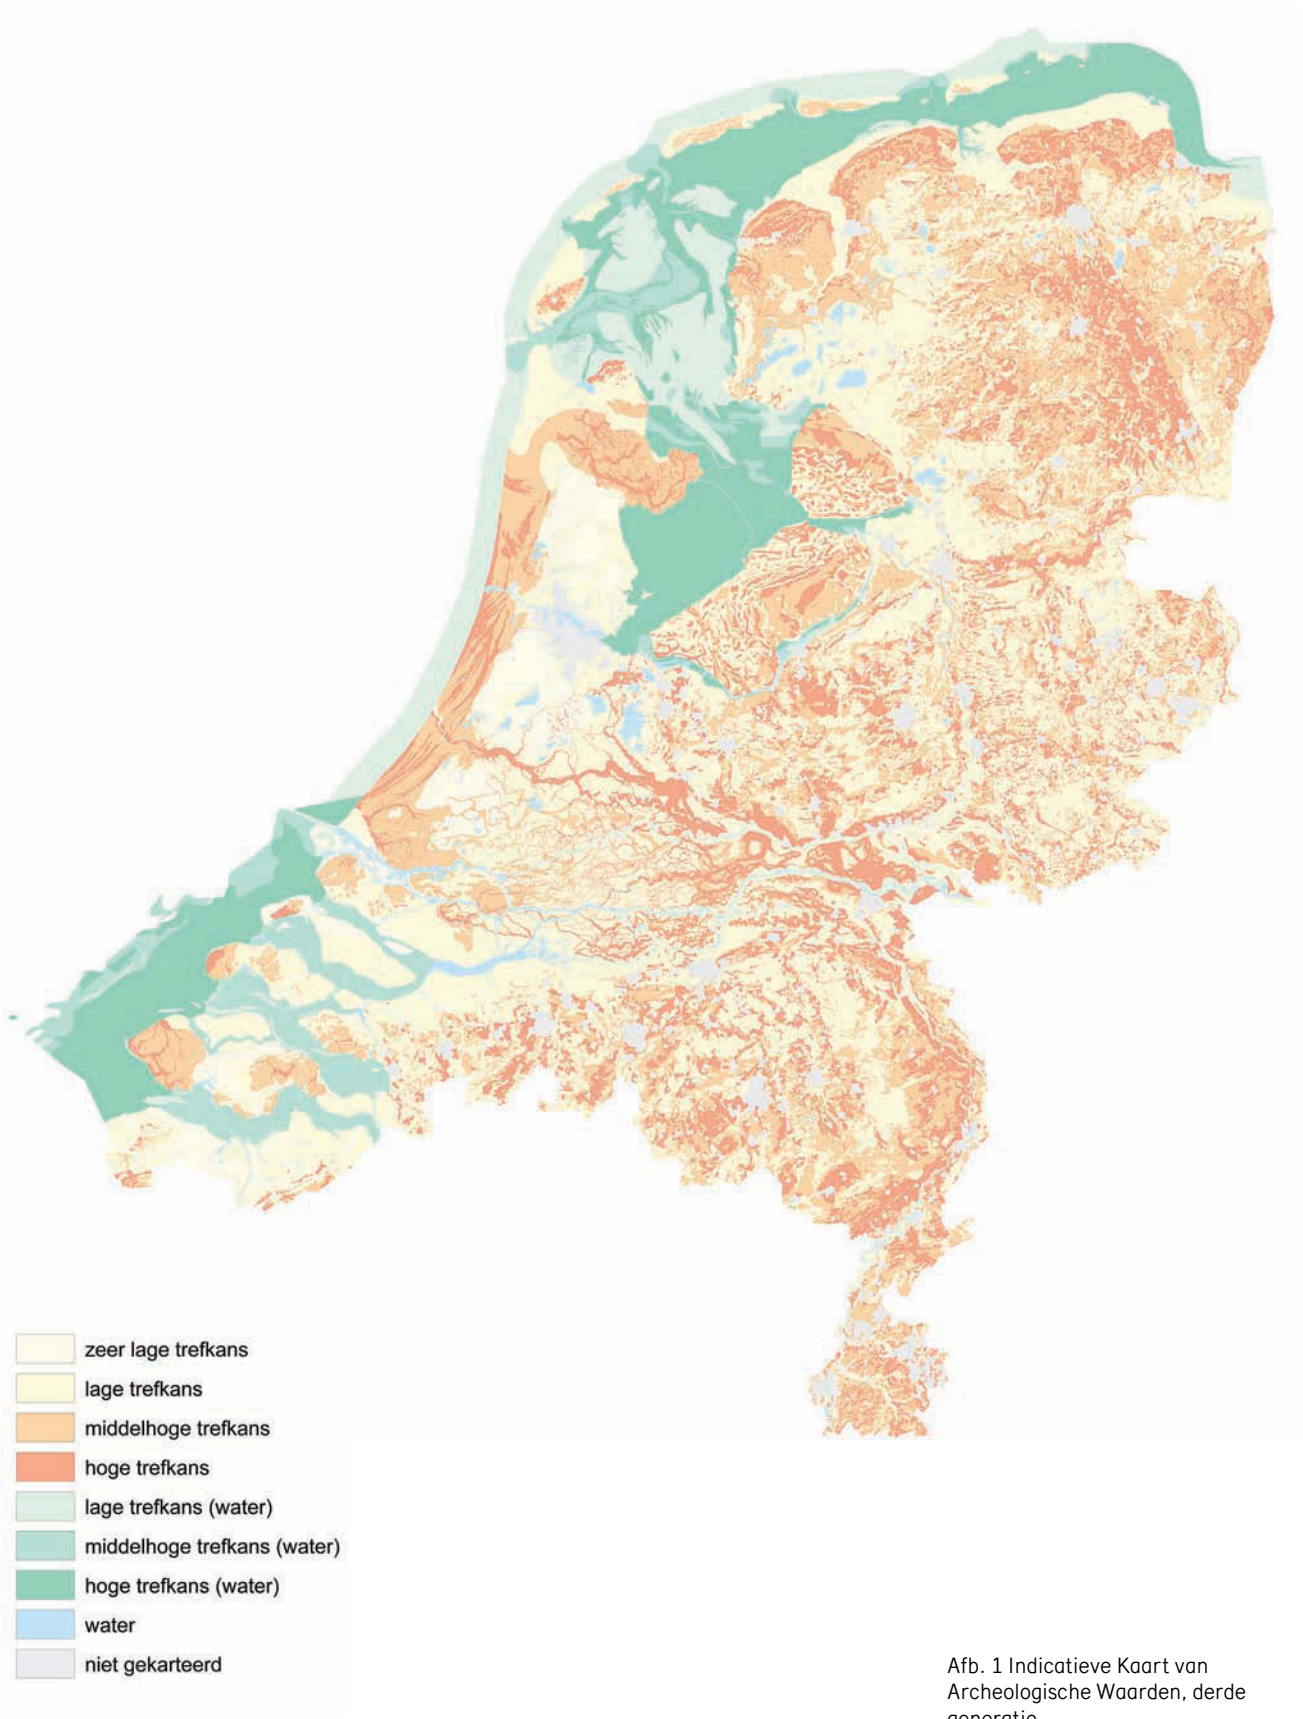 zeer lage trefkans
lage trefkans
middelhoge trefkans
hoge trefkans
lage trefkans (water)
middelhoge trefkans (water)
hoge trefkans (water)
water
niet gekarteerd
Afb. 1 Indicatieve Kaart van
Archeologische Waarden, derde
generatie